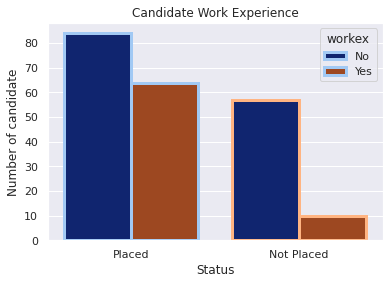 Candidate Work Experience
workex
No
Yes
Number of candidate
80
70
60
50
40
30
20
10
0
Placed
Not Placed
Status